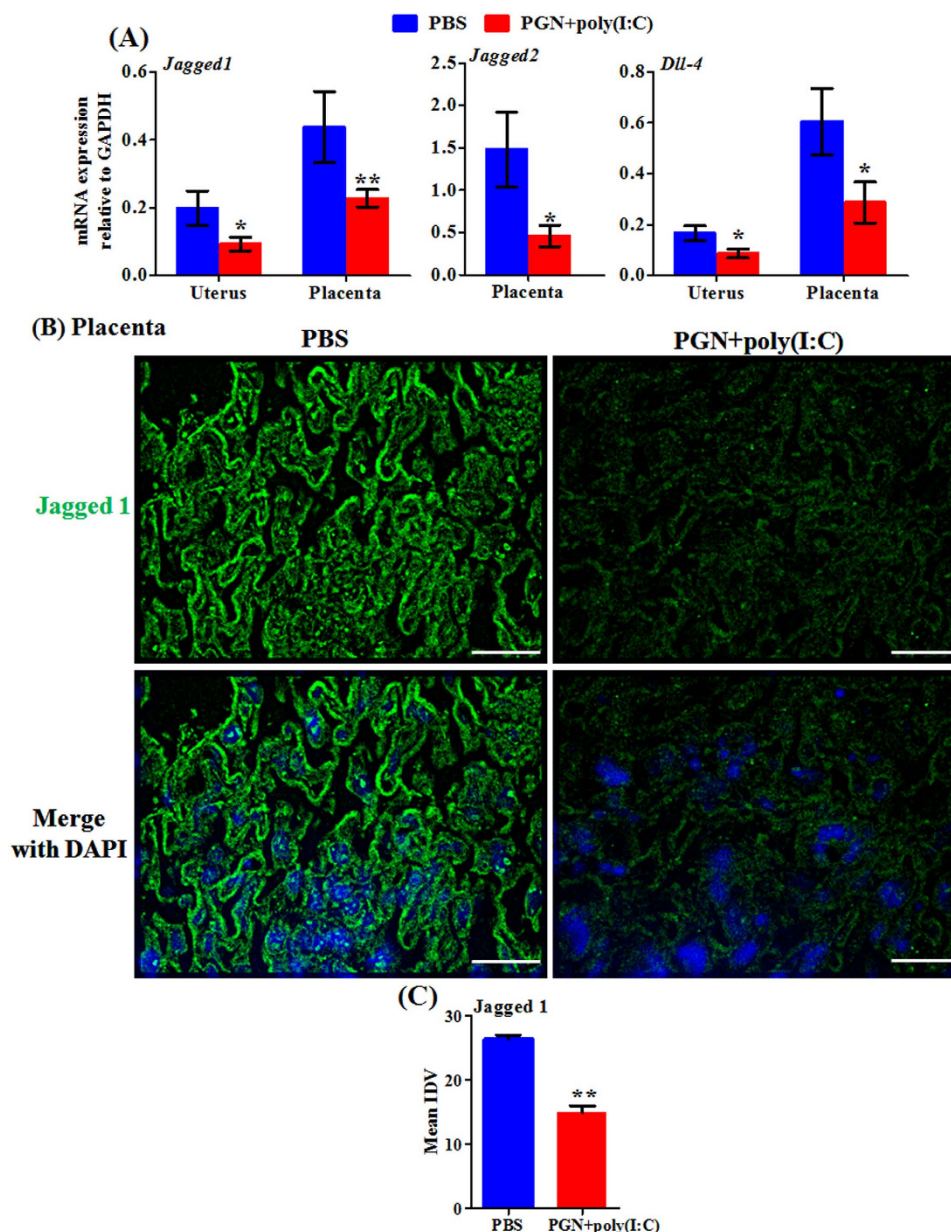 PBS PGN+poly(I:C)
(A)
Jagged1 Jagged2 Dll-4
mRNA expression
relative to GAPDH
0.6
0.4
0.2
0.0
Uterus Placenta
2.0
1.5
1.0
0.5
0.0
Placenta
0.8
0.6
0.4
0.2
0.0
Uterus Placenta
* ** * * *
(B) Placenta
PBS PGN+poly(I:C)
Jagged 1
Merge
with DAPI
(C)
Jagged 1
Mean IDV
30
20
10
0
**
PBS PGN+poly(I:C)